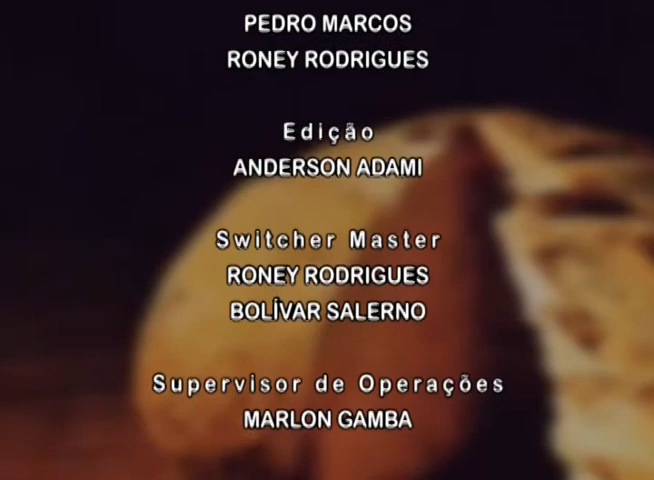 PEDRO MARCOS
RONEY RODRIGUES
Edição
ANDERSON ADAMI
Switcher Master
RONEY RODRIGUES
BOLÍVAR SALERNO
Supervisor de Operações
MARLON GAMBA